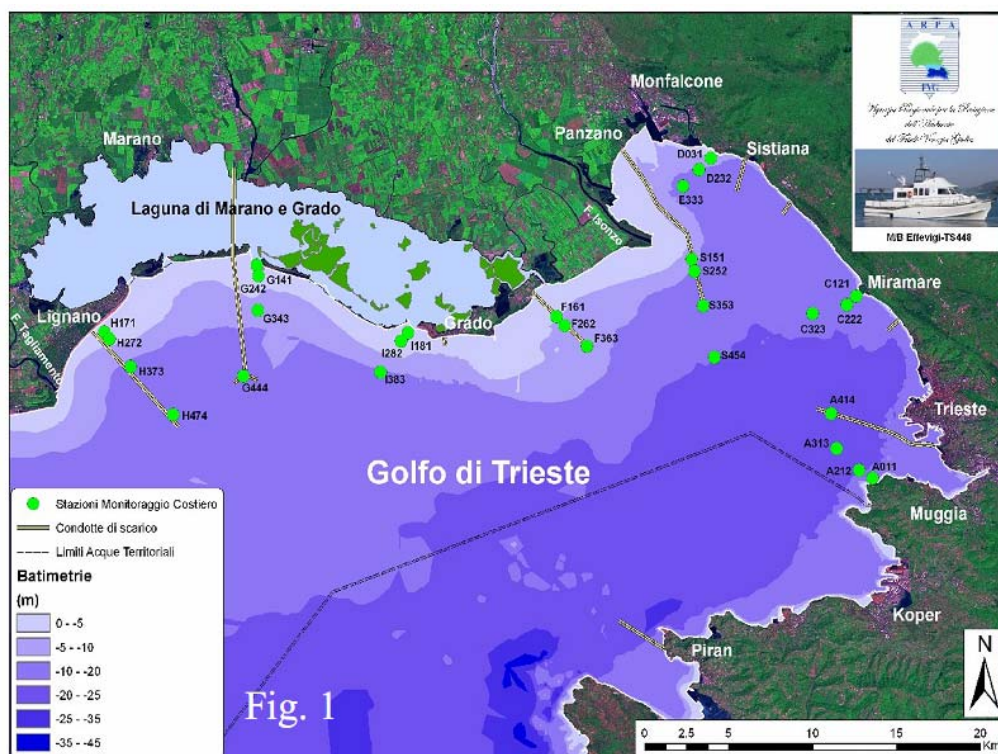 A R P A
FVG
Monfalcone
Panzano
Marano
Sistiana
D031
D232
E333
M/B Effevigi-TS448
Laguna di Marano e Grado
F. Isonzo
S151
S252
Miramare
C121
G141
G242
C222
Lignano
G343
Grado
F161
F262
S353
C323
F. Tagliamento
H171
H272
I181
I282
F363
S454
H373
G444
I383
A414
Trieste
H474
A313
Golfo di Trieste
A212
A011
Muggia
Stazioni Monitoraggio Costiero
Condotte di scarico
Limiti Acque Territoriali
Batimetrie
(m)
0 - -5
-5 - -10
-10 - -20
-20 - -25
-25 - -35
-35 - -45
Koper
Piran
N
Fig. 1
0 2.5 5 10 15 20
Km